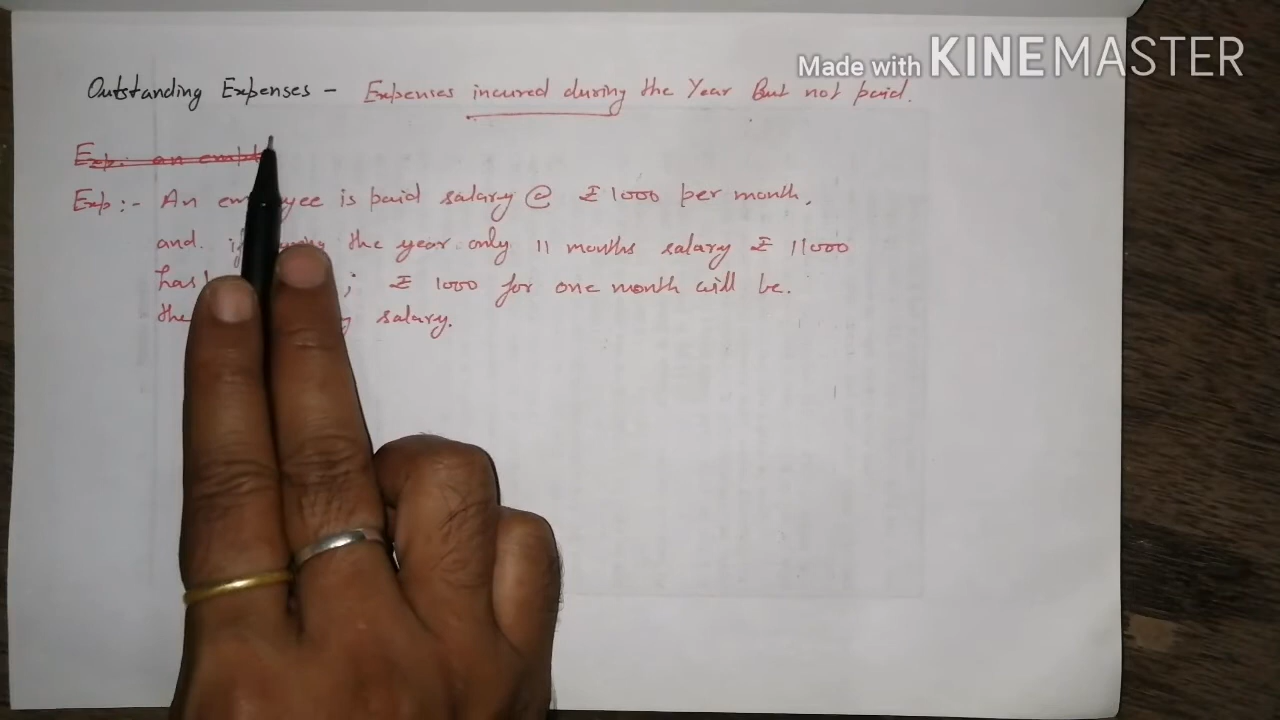 Made with KINEMASTER
Outstanding Expenses - Expenses incured during the Year But not paid.
Exp:- An is paid salary @ ₹ 1000 per month,
and. the year only 11 months salary ₹ 11000
has ; ₹ 1000 for one month will be.
the salary.